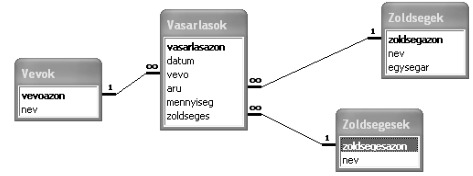 Vevok
vevoazon
nev
1
∞
Vasarlasok
vasarlasazon
datum
vevo
aru
mennyiseg
zoldseges
∞
∞
1
Zoldsegek
zoldsegazon
nev
egysegar
1
Zoldsegesek
zoldsegesazon
nev